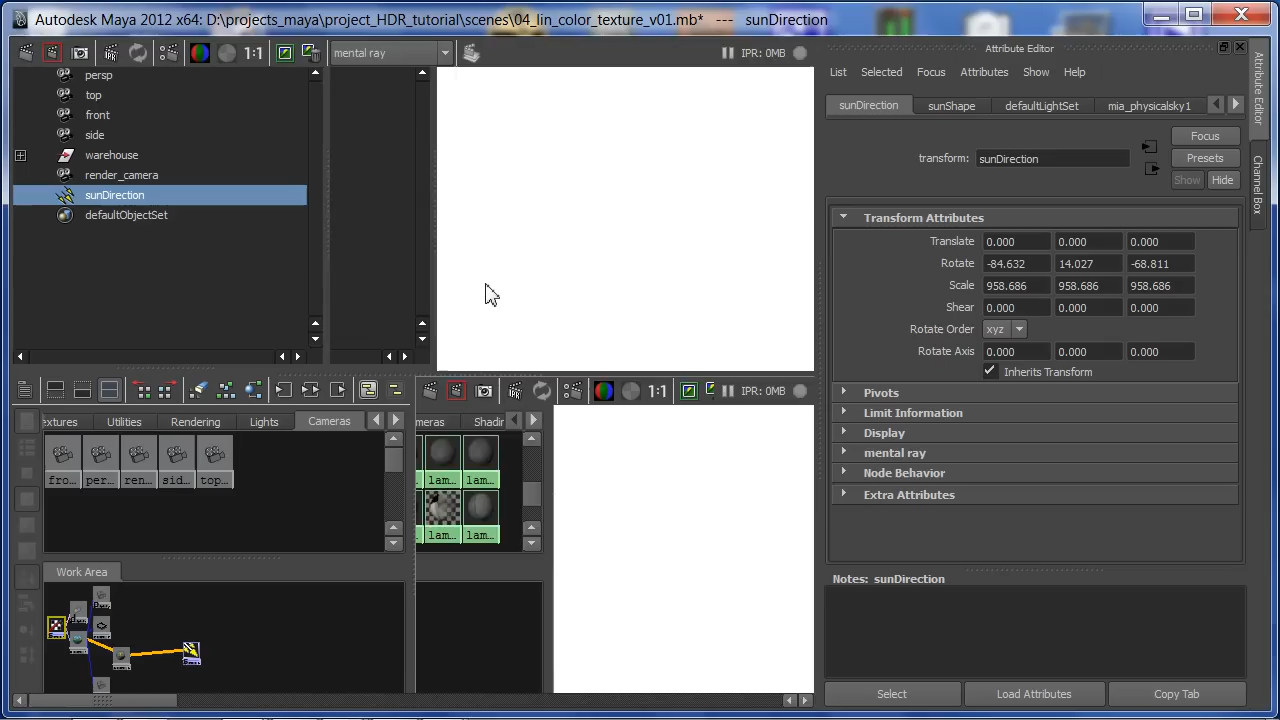 Autodesk Maya 2012 x64: D:\projects_maya\project_HDR_tutorial\scenes\04_lin_color_texture_v01.mb* --- sunDirection
1:1 mental ray IPR: 0MB
persp
top
front
side
warehouse
render_camera
sunDirection
defaultObjectSet
extures Utilities Rendering Lights Cameras
fro... per... ren... sid... top...
Work Area
1:1 IPR: 0MB
meras Shadir
lam... lam...
lam... lam...
Attribute Editor
List Selected Focus Attributes Show Help
sunDirection sunShape defaultLightSet mia_physicalsky1
transform: sunDirection
Focus
Presets
Show Hide
Transform Attributes
Translate 0.000 0.000 0.000
Rotate -84.632 14.027 -68.811
Scale 958.686 958.686 958.686
Shear 0.000 0.000 0.000
Rotate Order xyz
Rotate Axis 0.000 0.000 0.000
Inherits Transform
Pivots
Limit Information
Display
mental ray
Node Behavior
Extra Attributes
Notes: sunDirection
Select Load Attributes Copy Tab
Attribute Editor
Channel Box